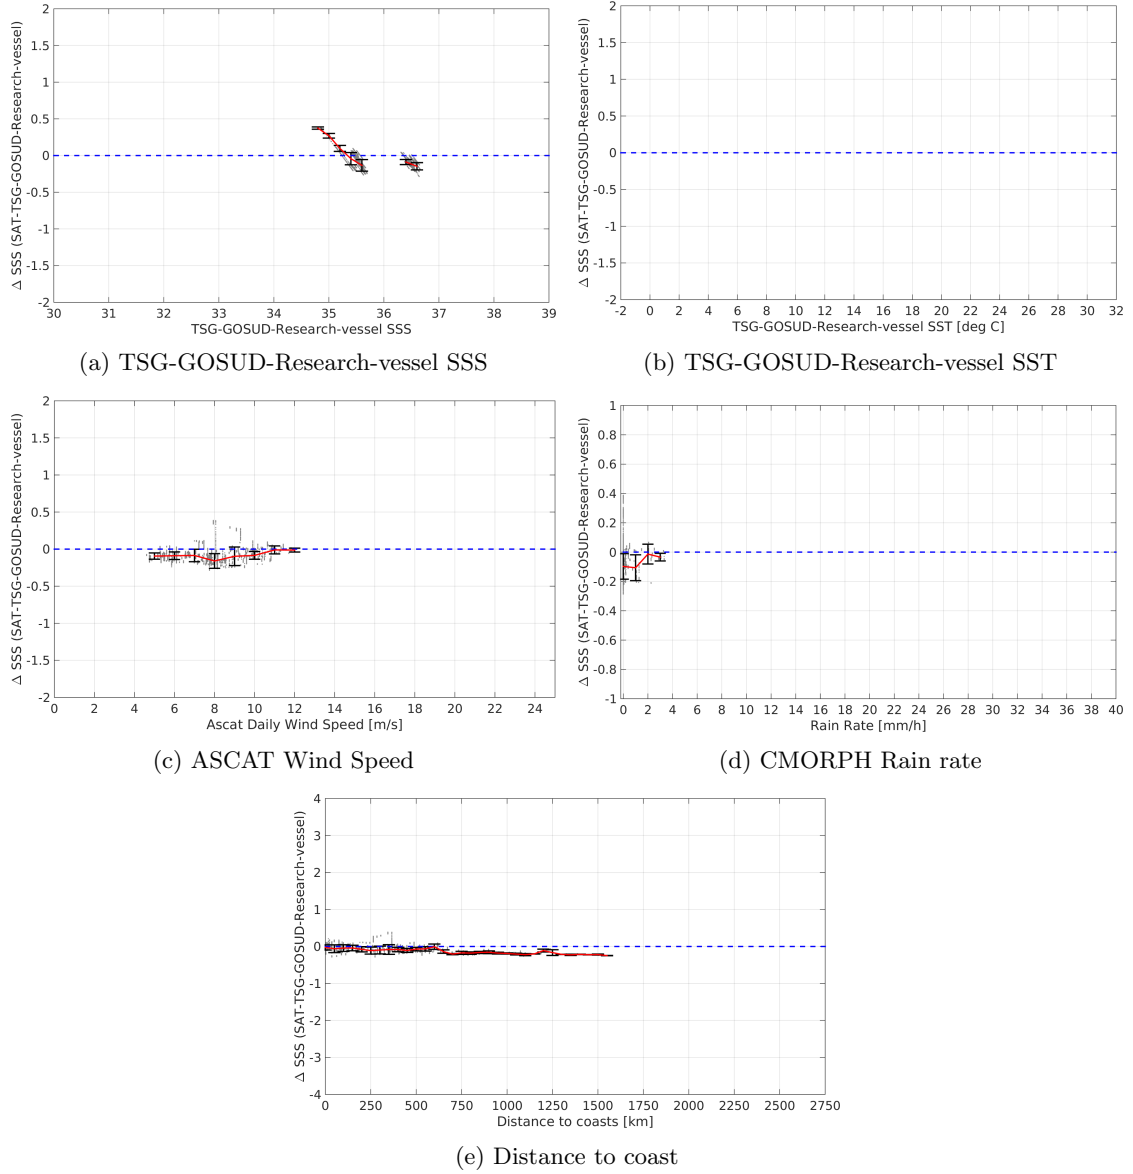 2
1.5
1
0.5
0
-0.5
-1
-1.5
-2
Δ SSS (SAT-TSG-GOSUD-Research-vessel)
30 31 32 33 34 35 36 37 38 39
TSG-GOSUD-Research-vessel SSS
(a) TSG-GOSUD-Research-vessel SSS
2
1.5
1
0.5
0
-0.5
-1
-1.5
-2
Δ SSS (SAT-TSG-GOSUD-Research-vessel)
-2 0 2 4 6 8 10 12 14 16 18 20 22 24 26 28 30 32
TSG-GOSUD-Research-vessel SST [deg C]
(b) TSG-GOSUD-Research-vessel SST
2
1.5
1
0.5
0
-0.5
-1
-1.5
-2
Δ SSS (SAT-TSG-GOSUD-Research-vessel)
0 2 4 6 8 10 12 14 16 18 20 22 24
Ascat Daily Wind Speed [m/s]
(c) ASCAT Wind Speed
1
0.8
0.6
0.4
0.2
0
-0.2
-0.4
-0.6
-0.8
-1
Δ SSS (SAT-TSG-GOSUD-Research-vessel)
0 2 4 6 8 10 12 14 16 18 20 22 24 26 28 30 32 34 36 38 40
Rain Rate [mm/h]
(d) CMORPH Rain rate
4
3
2
1
0
-1
-2
-3
-4
Δ SSS (SAT-TSG-GOSUD-Research-vessel)
0 250 500 750 1000 1250 1500 1750 2000 2250 2500 2750
Distance to coasts [km]
(e) Distance to coast